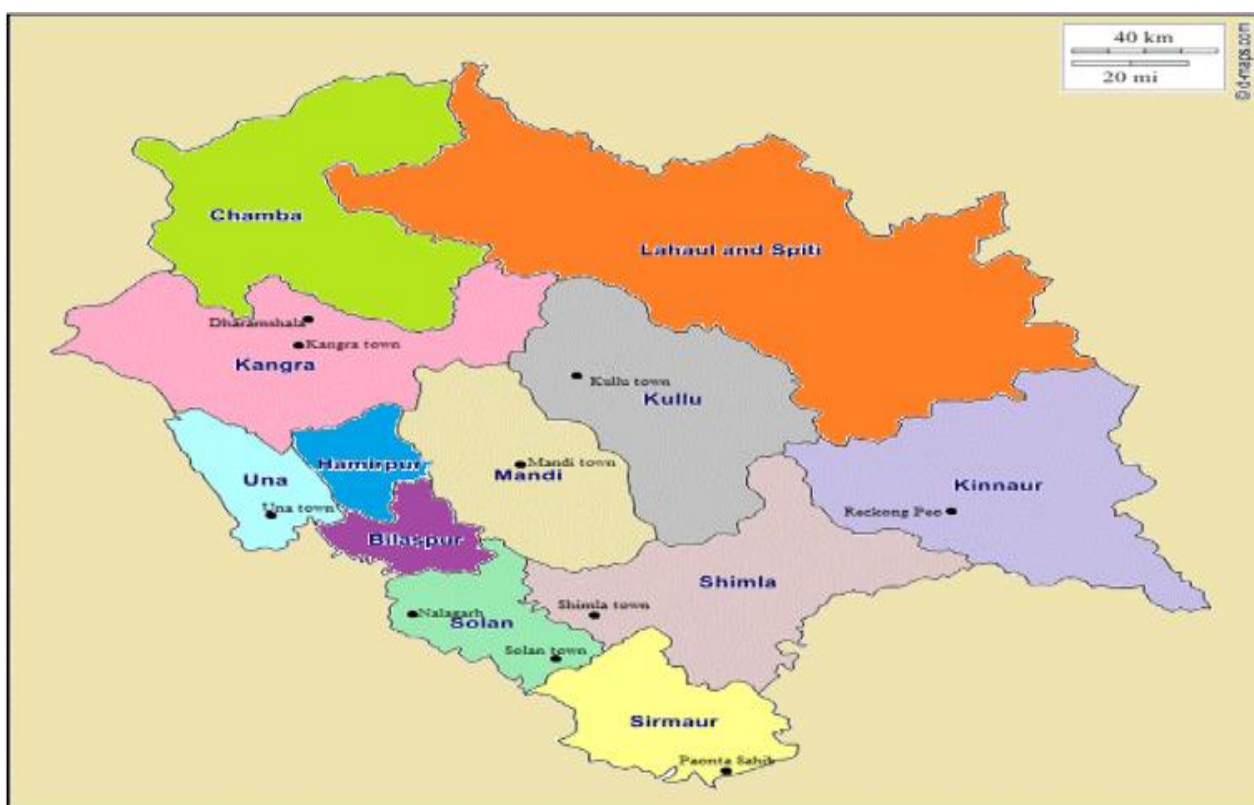 40 km
20 mi
© d-maps.com
Chamba
Lahaul and Spiti
Dharamshala
Kangra town
Kangra
Kullu town
Kullu
Hamirpur
Mandi town
Mandi
Una
Una town
Kinnaur
Reckong Peo
Bilaspur
Shimla
Shimla town
Nalagarh
Solan
Solan town
Sirmaur
Paonta Sahib